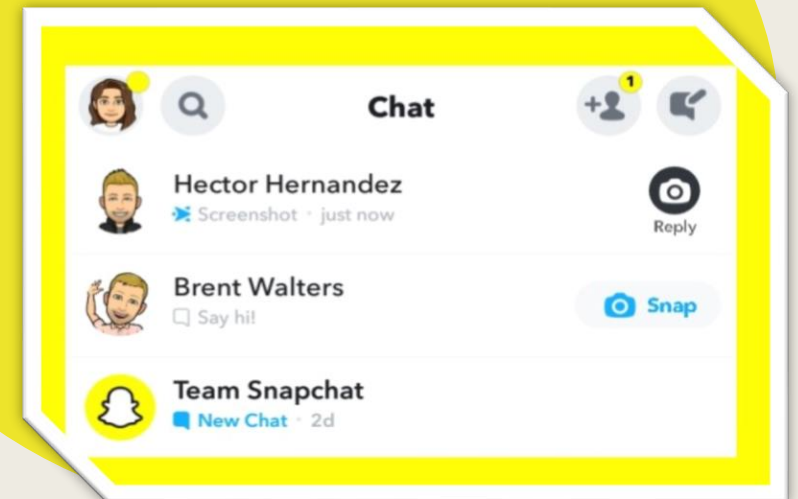 Chat
1
Hector Hernandez
Screenshot · just now
Reply
Brent Walters
Say hi!
Snap
Team Snapchat
New Chat · 2d